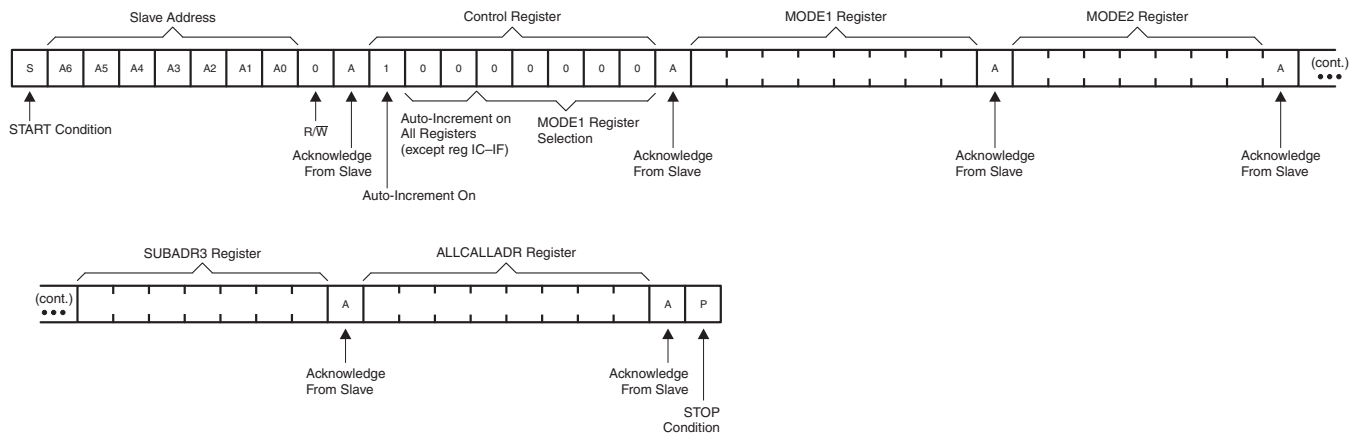 Slave Address Control Register MODE1 Register MODE2 Register
S A6 A5 A4 A3 A2 A1 A0 0 A 1 0 0 0 0 0 0 0 A A A (cont.)
START Condition
R/W̅
Acknowledge
From Slave
Auto-Increment On
Auto-Increment on
All Registers
(except reg IC–IF)
MODE1 Register
Selection
Acknowledge
From Slave
Acknowledge
From Slave
Acknowledge
From Slave
SUBADR3 Register ALLCALLADR Register
(cont.) A A P
Acknowledge
From Slave
Acknowledge
From Slave
STOP
Condition